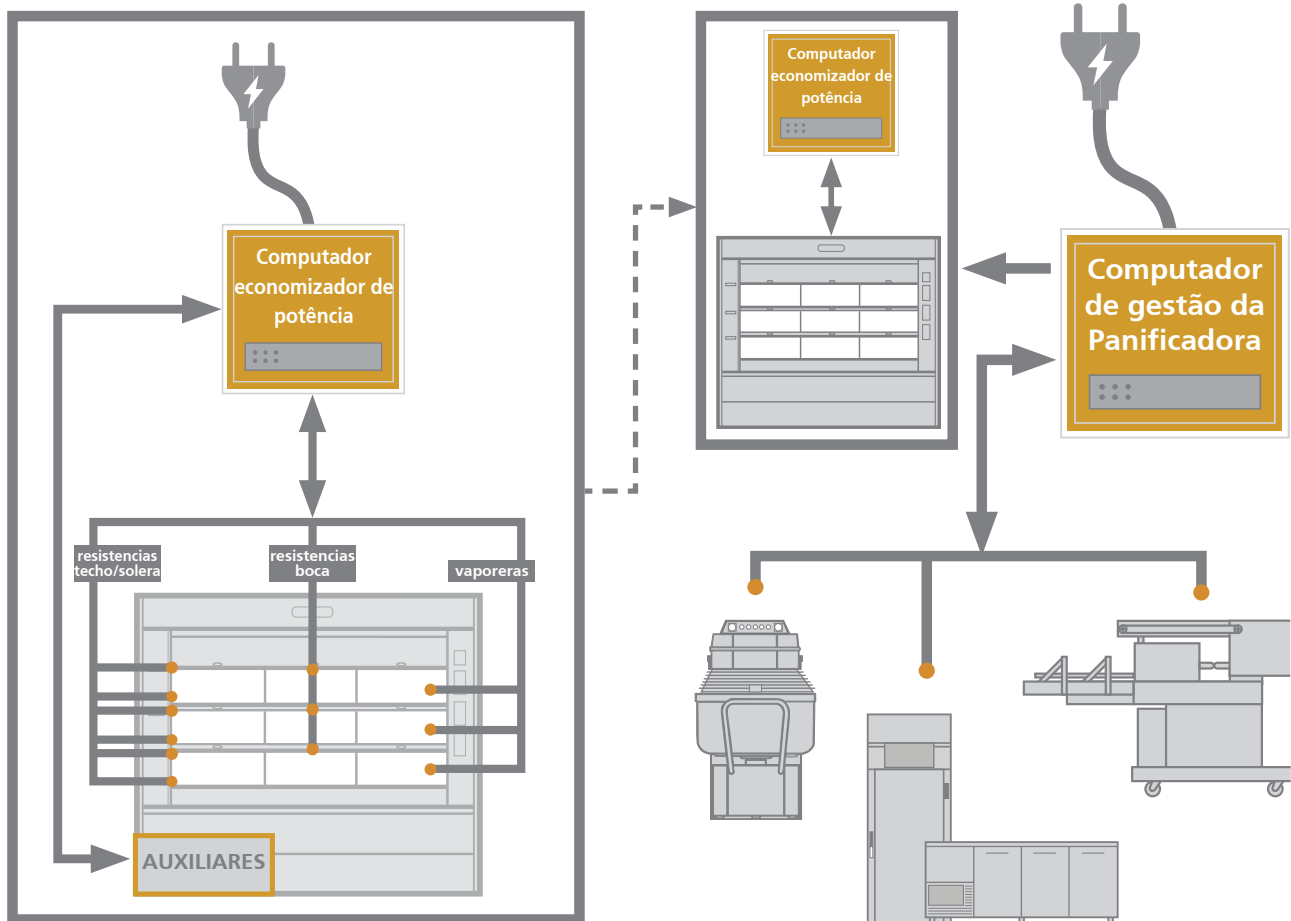 Computador
economizador de
potência
resistencias
techo/solera
resistencias
boca
vaporeras
AUXILIARES
Computador
economizador de
potência
Computador
de gestão da
Panificadora